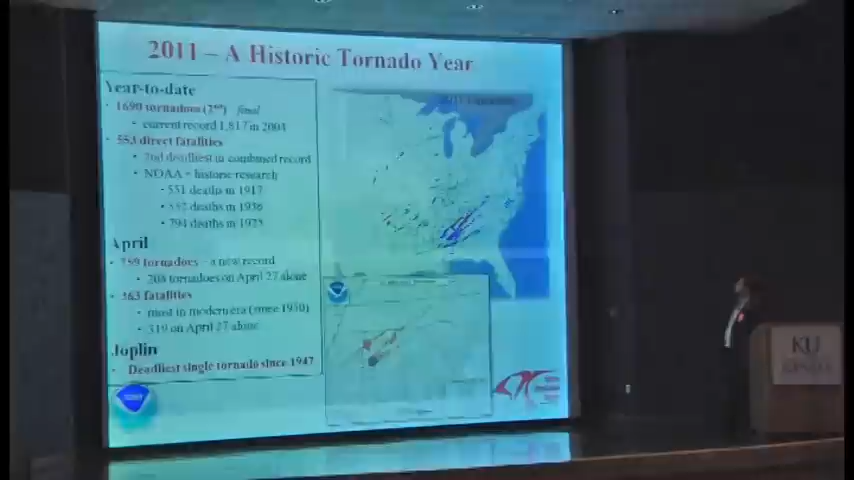 2011 – A Historic Tornado Year
Year-to-date
• 1690 tornados (2nd) final
• current record 1,817 in 2004
• 553 direct fatalities
• 2nd deadliest in combined record
• NOAA + historic research
• 551 deaths in 1917
• 552 deaths in 1936
• 794 deaths in 1925
April
• 759 tornadoes – a new record
• 208 tornadoes on April 27 alone
• 363 fatalities
• most in modern era (since 1950)
• 319 on April 27 alone
Joplin
• Deadliest single tornado since 1947
KU
KANSAS